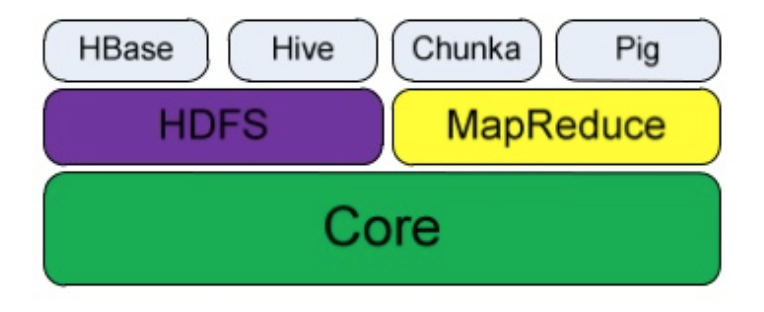 HBase Hive Chunka Pig
HDFS MapReduce
Core